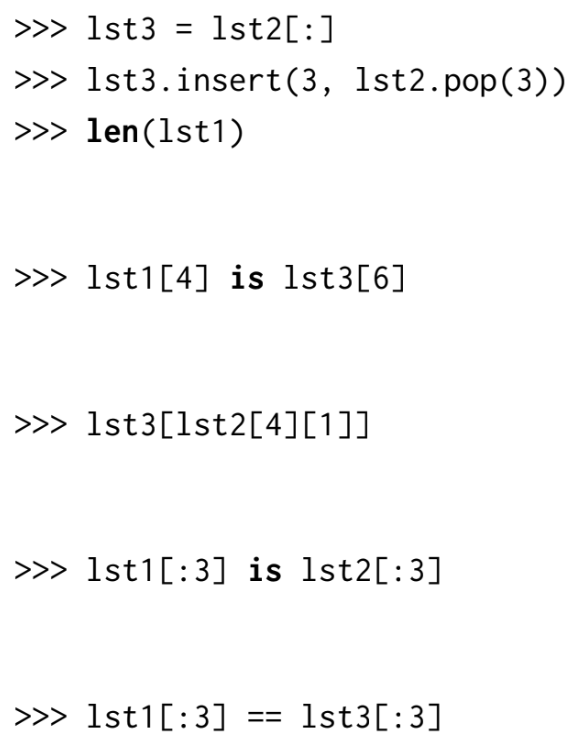 >>> lst3 = lst2[:]
>>> lst3.insert(3, lst2.pop(3))
>>> len(lst1)
>>> lst1[4] is lst3[6]
>>> lst3[lst2[4][1]]
>>> lst1[:3] is lst2[:3]
>>> lst1[:3] == lst3[:3]